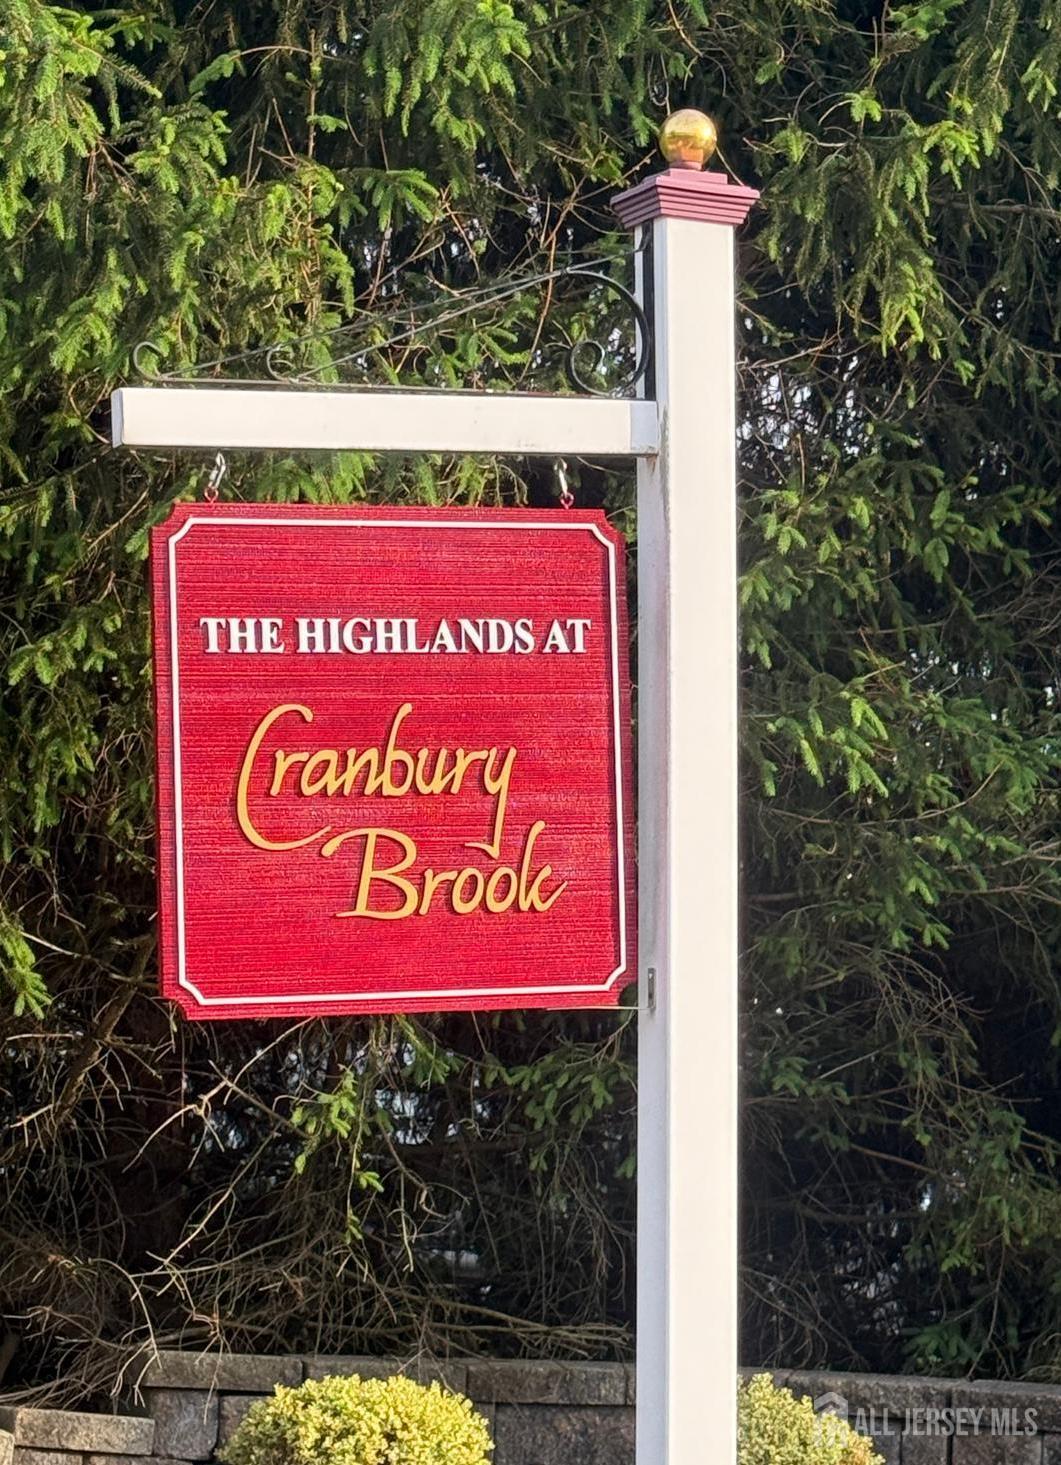 THE HIGHLANDS AT
Cranbury
Brook
ALL JERSEY MLS